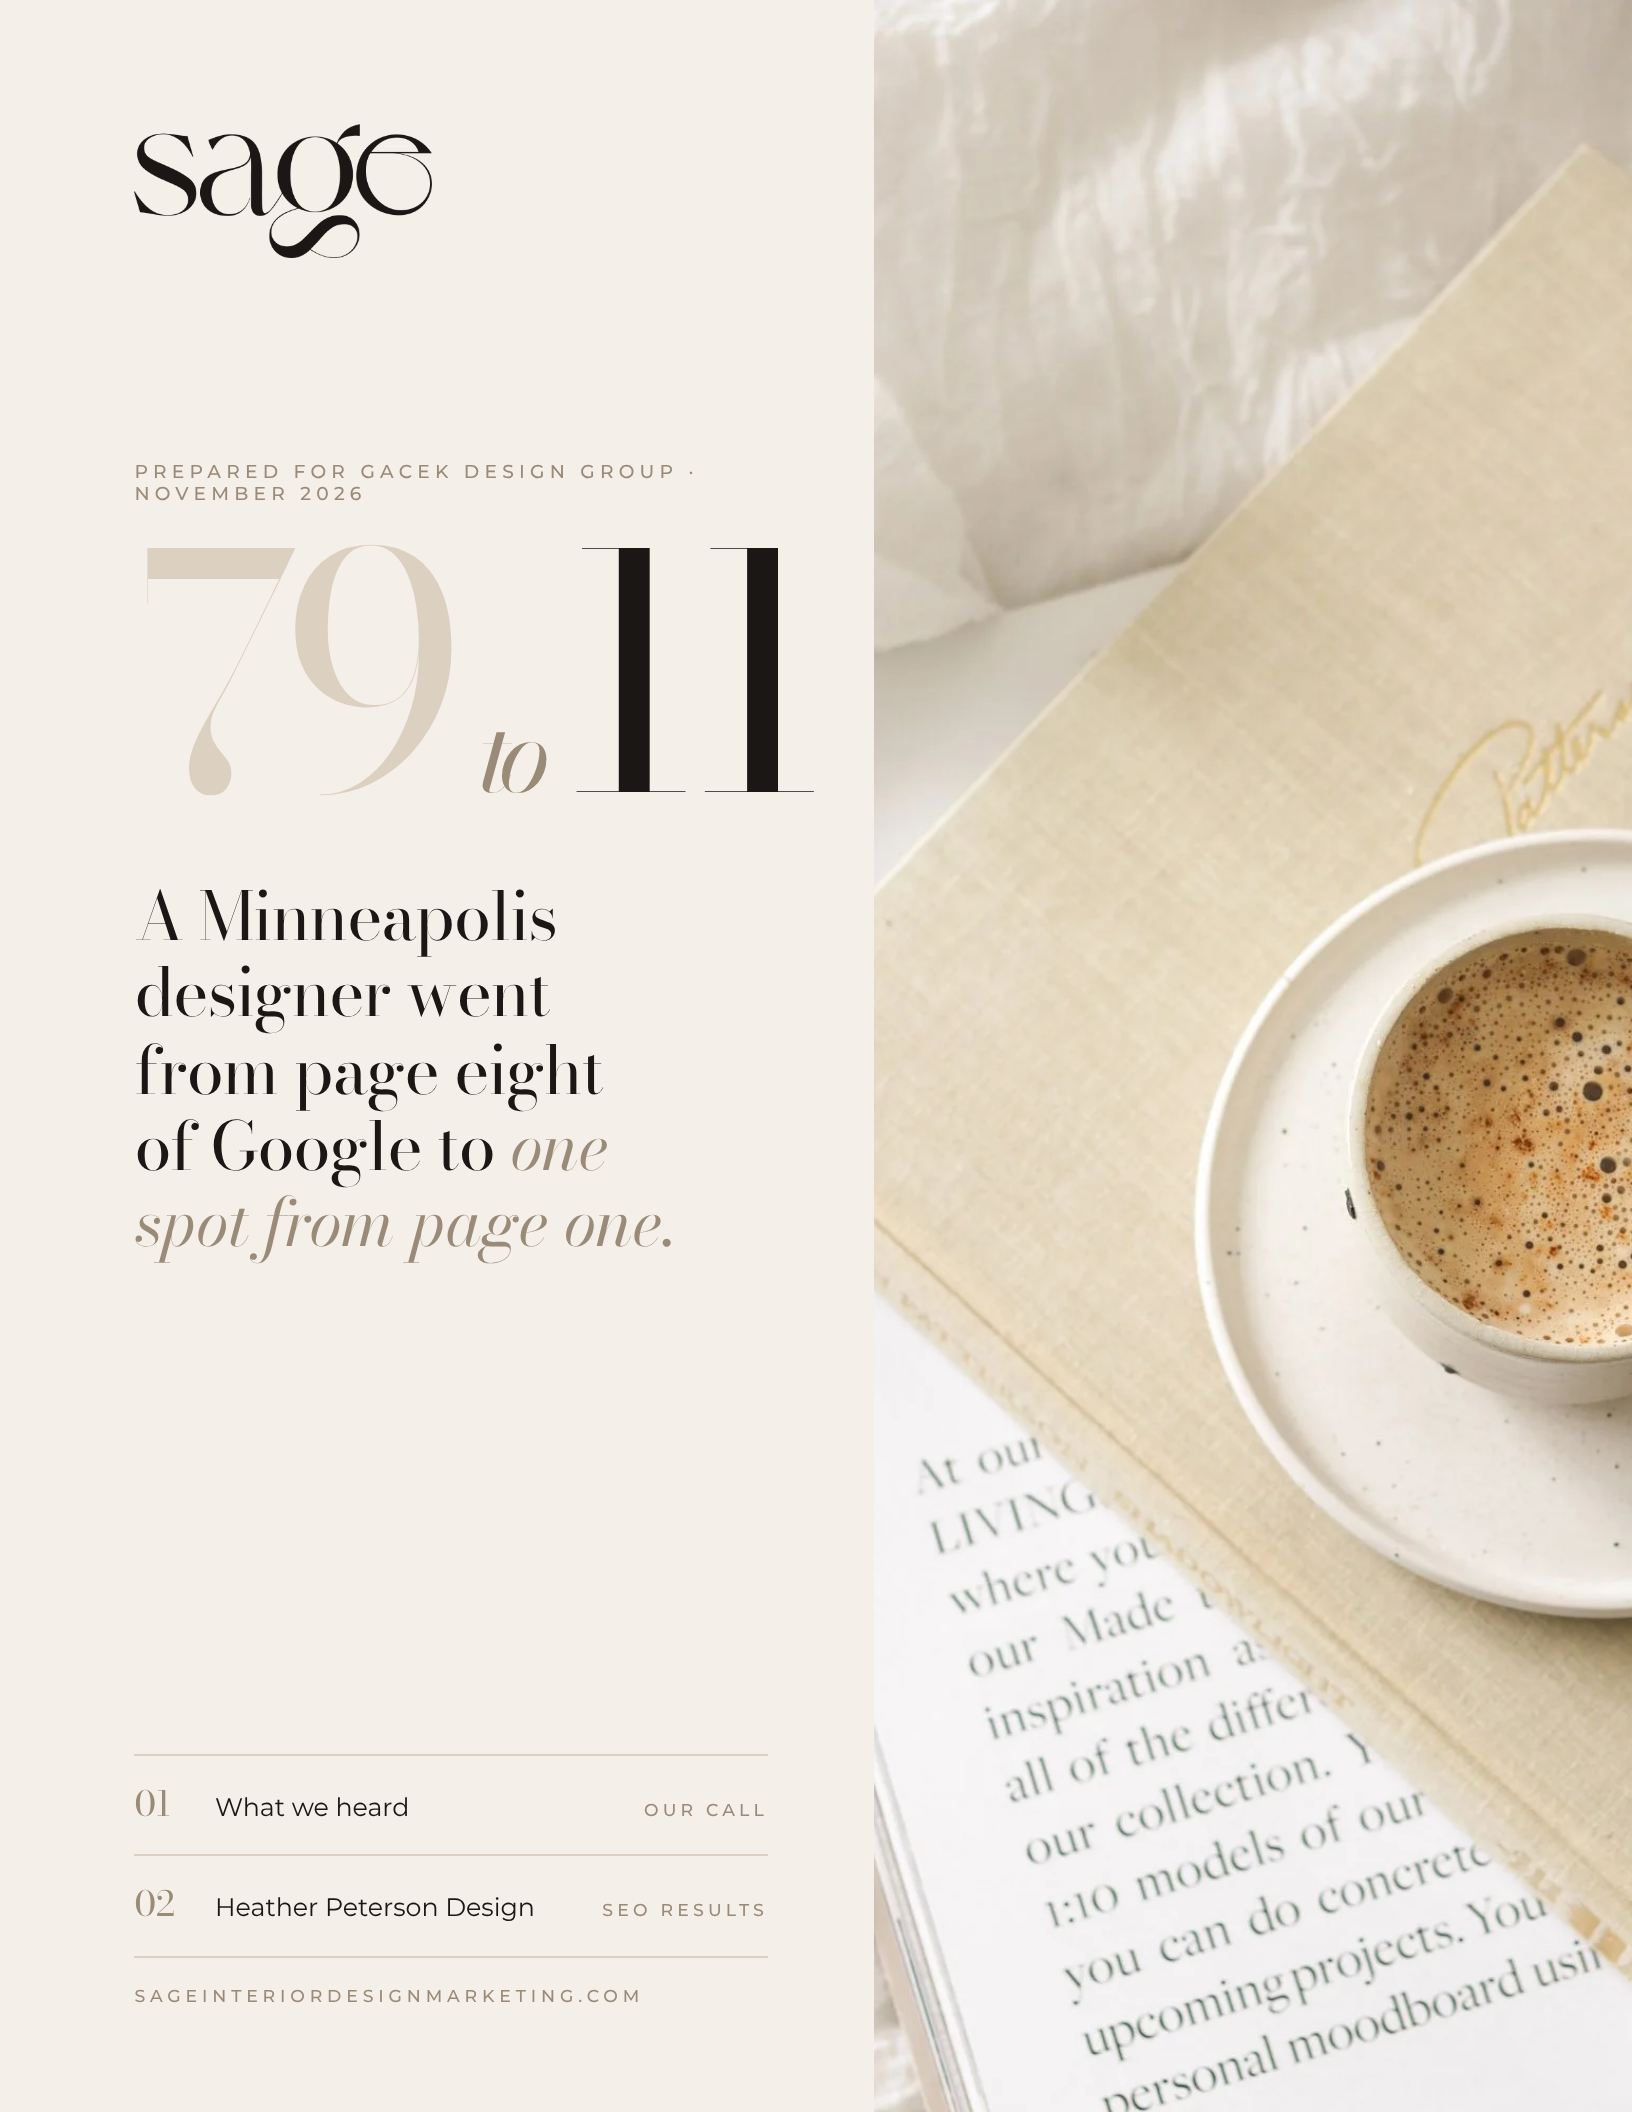 sage
PREPARED FOR GACEK DESIGN GROUP ·
NOVEMBER 2026
79 to 11
A Minneapolis
designer went
from page eight
of Google to one
spot from page one.
01 What we heard OUR CALL
02 Heather Peterson Design SEO RESULTS
SAGEINTERIORDESIGNMARKETING.COM
At our
LIVING
where you
our Made
inspiration
all of the
our collection.
1:10 models of our
you can do concrete
upcoming projects. You
personal moodboard